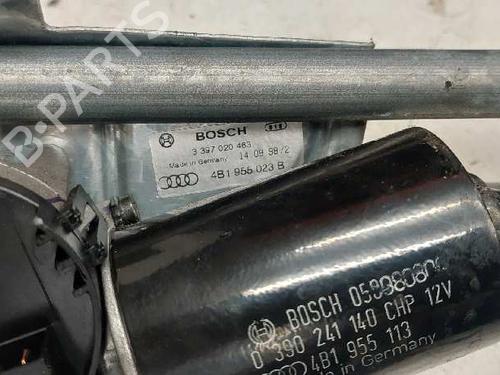 BOSCH
3 397 020 463
Made in Germany 14 09 98 / 2
4B1 955 023 B
B-PARTS
BOSCH
0 390 241 140 CHP 12V
4B1 955 113
Made in Germany